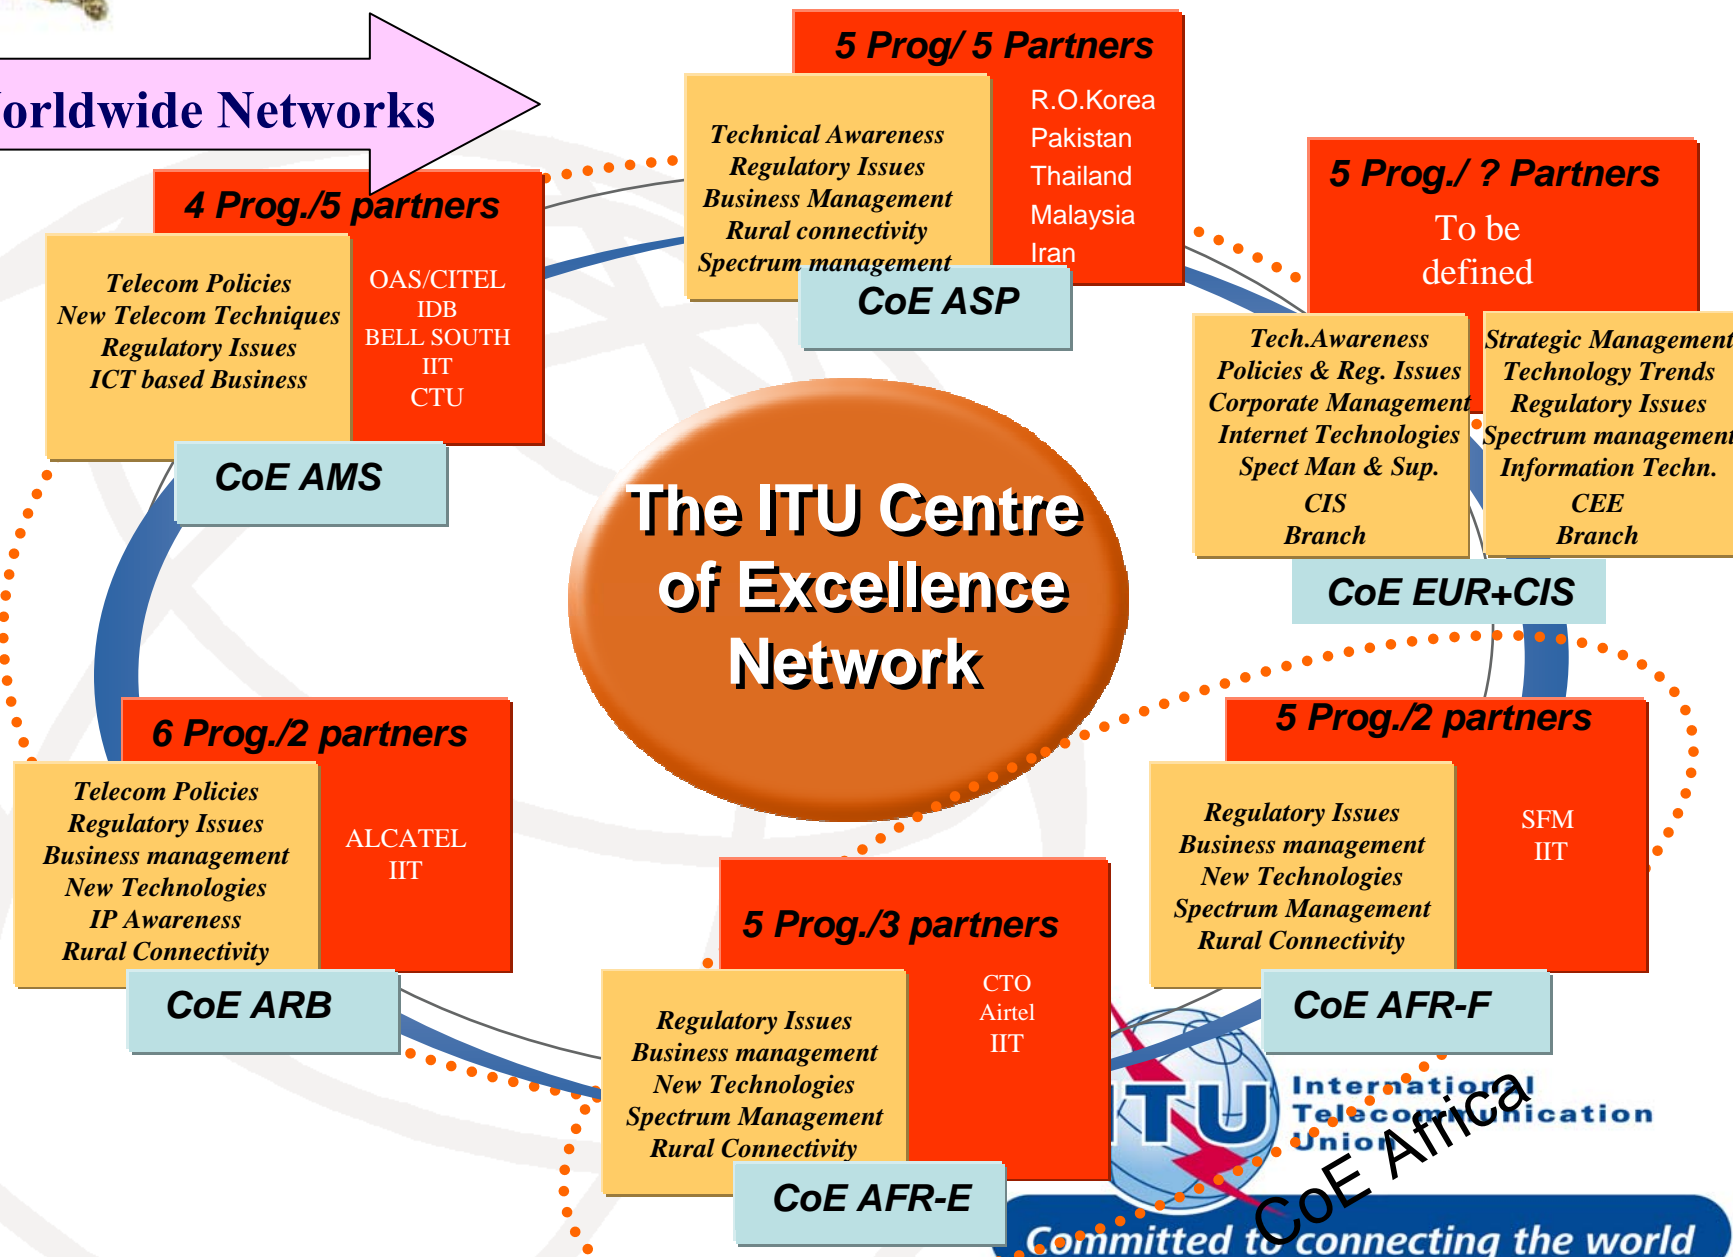 orldwide Networks
5 Prog/ 5 Partners
Technical Awareness
Regulatory Issues
Business Management
Rural connectivity
Spectrum management
R.O.Korea
Pakistan
Thailand
Malaysia
Iran
CoE ASP
4 Prog./5 partners
Telecom Policies
New Telecom Techniques
Regulatory Issues
ICT based Business
OAS/CITEL
IDB
BELL SOUTH
IIT
CTU
CoE AMS
5 Prog./ ? Partners
To be
defined
Tech.Awareness
Policies & Reg. Issues
Corporate Management
Internet Technologies
Spect Man & Sup.
CIS
Branch
Strategic Management
Technology Trends
Regulatory Issues
Spectrum management
Information Techn.
CEE
Branch
CoE EUR+CIS
The ITU Centre
of Excellence
Network
6 Prog./2 partners
Telecom Policies
Regulatory Issues
Business management
New Technologies
IP Awareness
Rural Connectivity
ALCATEL
IIT
CoE ARB
5 Prog./2 partners
Regulatory Issues
Business management
New Technologies
Spectrum Management
Rural Connectivity
SFM
IIT
CoE AFR-F
5 Prog./3 partners
Regulatory Issues
Business management
New Technologies
Spectrum Management
Rural Connectivity
CTO
Airtel
IIT
CoE AFR-E
ITU
International
Telecommunication
Union
CoE Africa
Committed to connecting the world